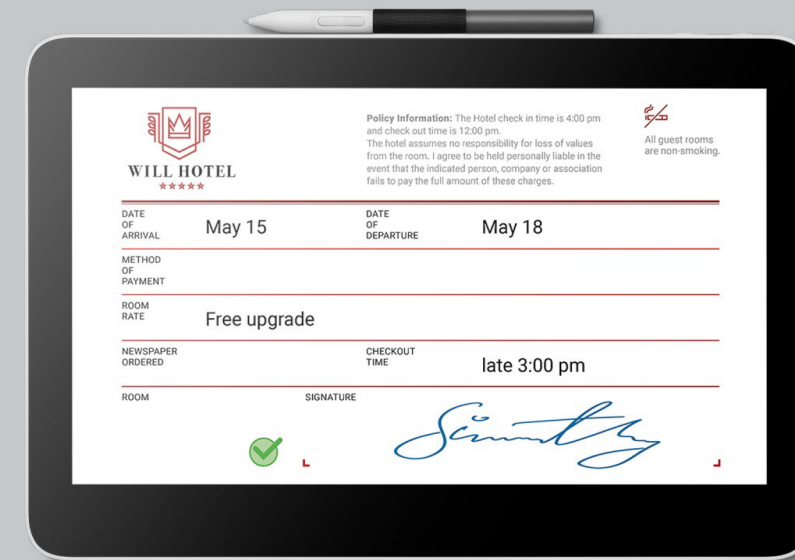 WILL HOTEL
Policy Information: The Hotel check in time is 4:00 pm
and check out time is 12:00 pm.
The hotel assumes no responsibility for loss of values
from the room. I agree to be held personally liable in the
event that the indicated person, company or association
fails to pay the full amount of these charges.
All guest rooms
are non-smoking.
DATE
OF
ARRIVAL
May 15
DATE
OF
DEPARTURE
May 18
METHOD
OF
PAYMENT
ROOM
RATE
Free upgrade
NEWSPAPER
ORDERED
CHECKOUT
TIME
late 3:00 pm
ROOM
SIGNATURE